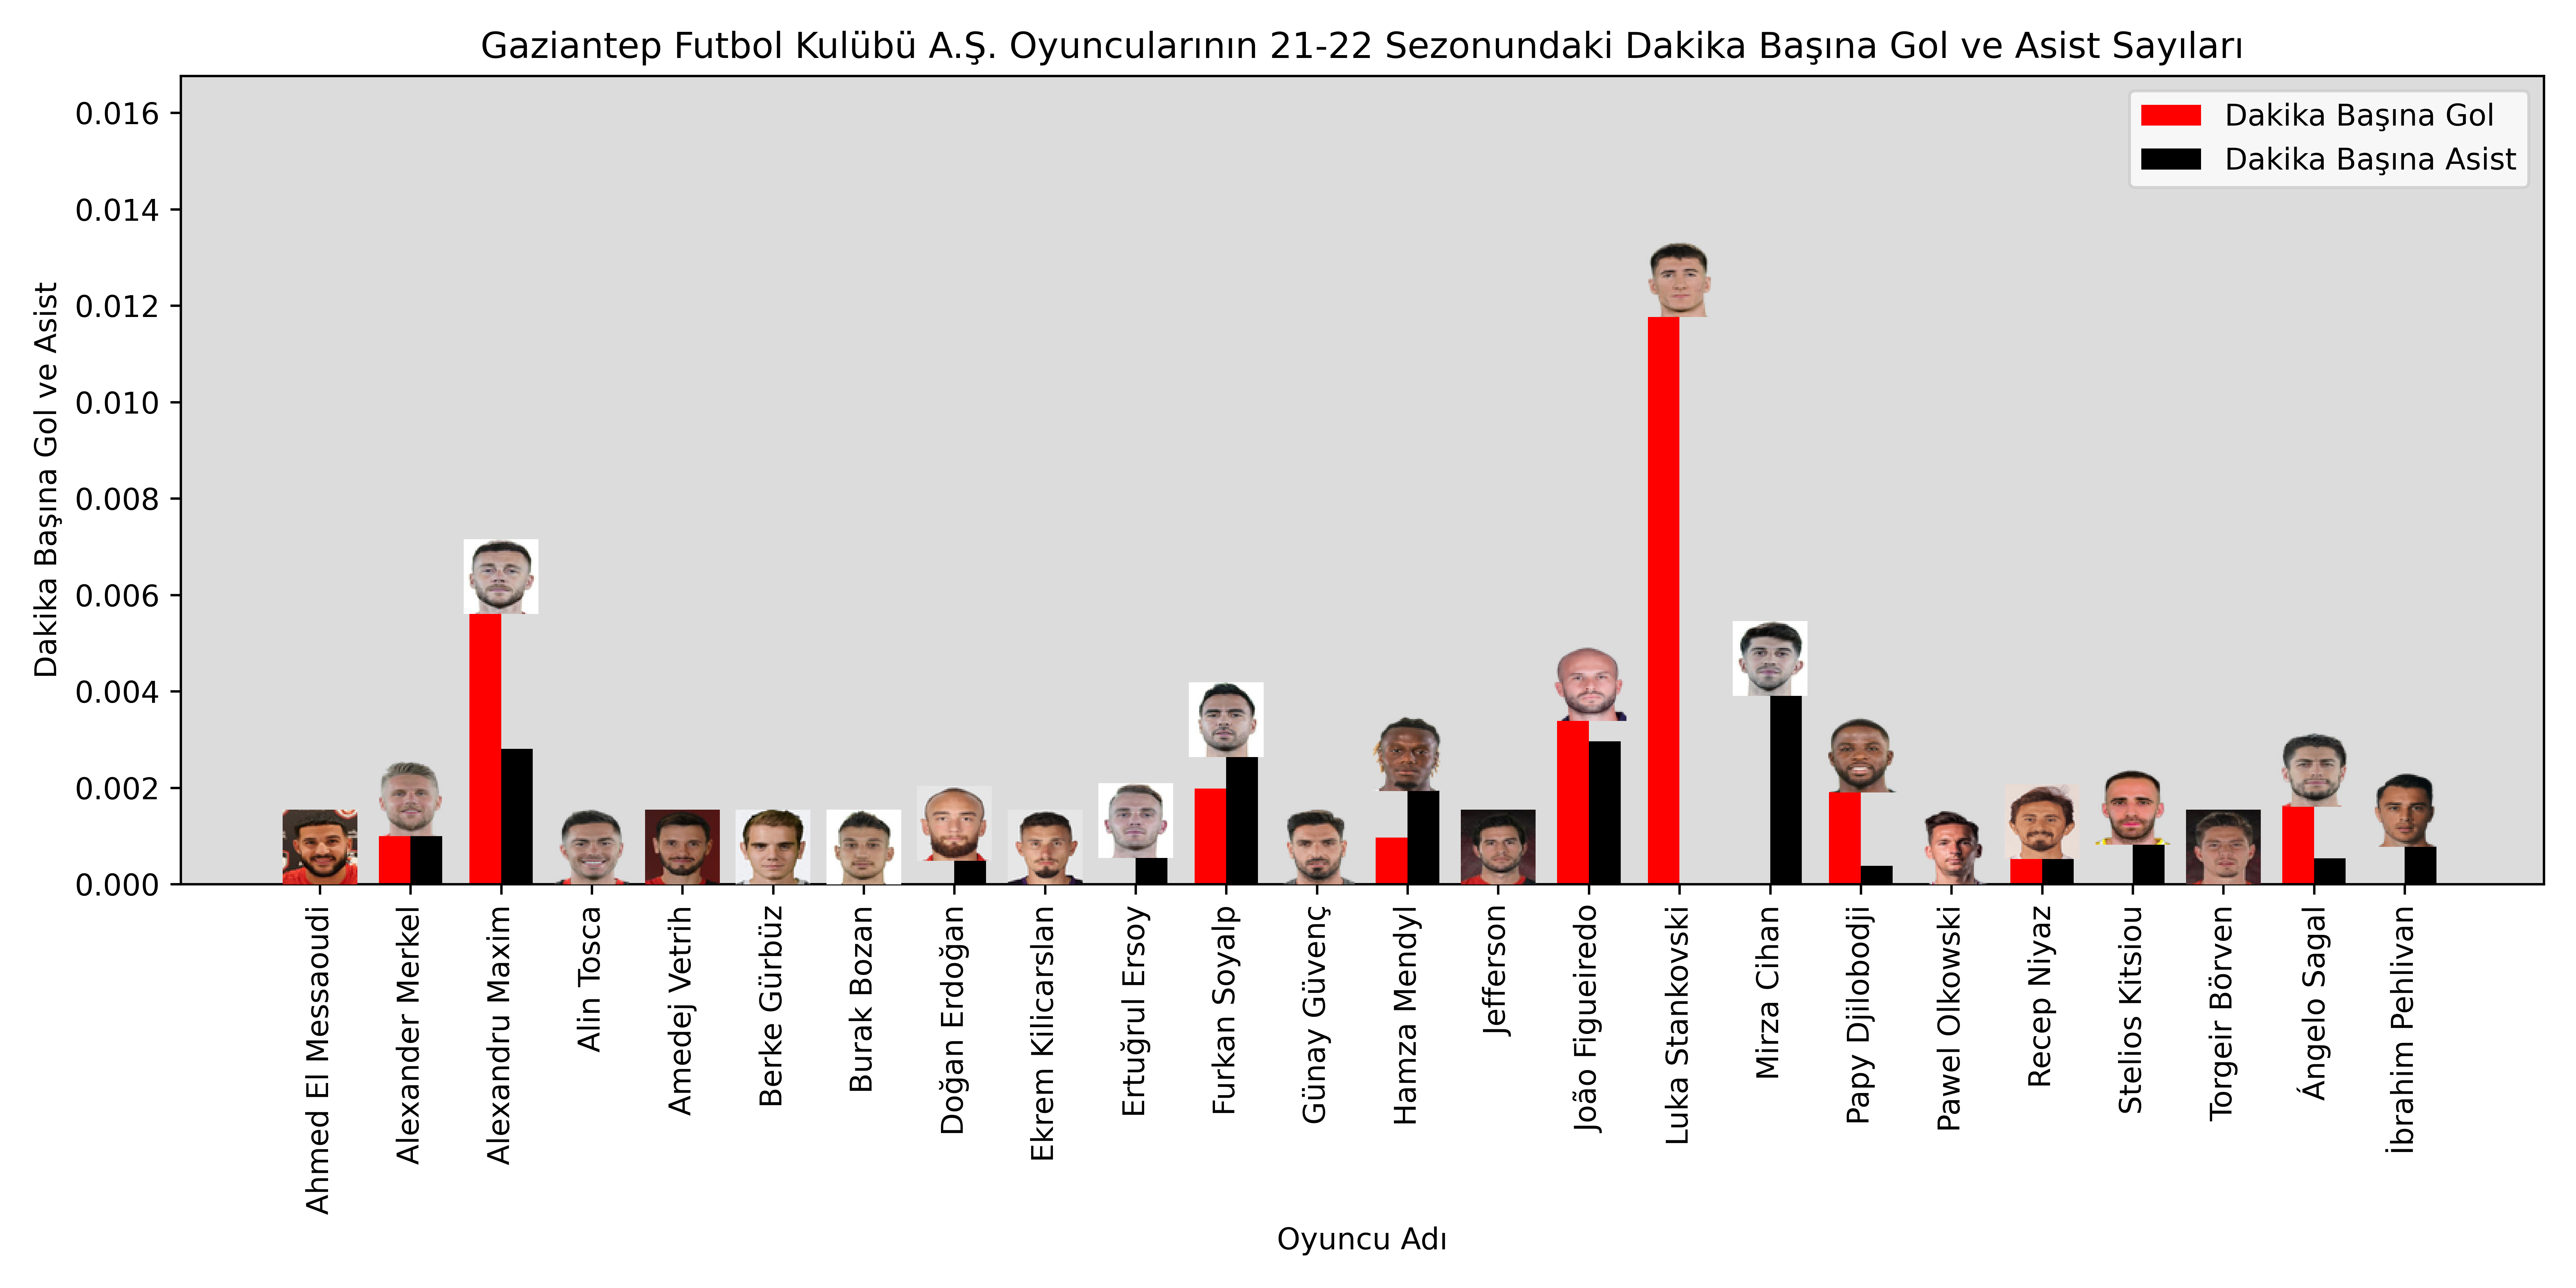 Gaziantep Futbol Kulübü A.Ş. Oyuncularının 21-22 Sezonundaki Dakika Başına Gol ve Asist Sayıları
Dakika Başına Gol
Dakika Başına Asist
Dakika Başına Gol ve Asist
0.016
0.014
0.012
0.010
0.008
0.006
0.004
0.002
0.000
Ahmed El Messaoudi
Alexander Merkel
Alexandru Maxim
Alin Tosca
Amedej Vetrih
Berke Gürbüz
Burak Bozan
Doğan Erdoğan
Ekrem Kilicarslan
Ertuğrul Ersoy
Furkan Soyalp
Günay Güvenç
Hamza Mendyl
Jefferson
João Figueiredo
Luka Stankovski
Mirza Cihan
Papy Djilobodji
Pawel Olkowski
Recep Niyaz
Stelios Kitsiou
Torgeir Börven
Ángelo Sagal
İbrahim Pehlivan
Oyuncu Adı